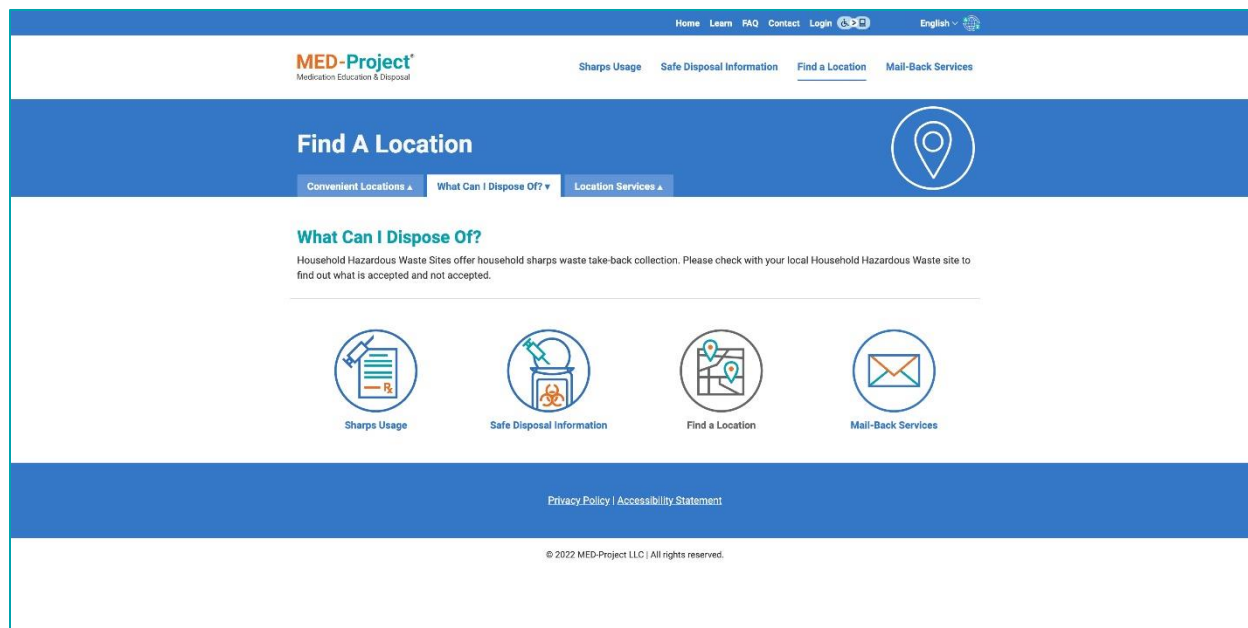 Home Learn FAQ Contact Login English
MED-Project
Medication Education & Disposal
Sharps Usage Safe Disposal Information Find a Location Mail-Back Services
Find A Location
Convenient Locations ▲ What Can I Dispose Of? ▼ Location Services ▲
What Can I Dispose Of?
Household Hazardous Waste Sites offer household sharps waste take-back collection. Please check with your local Household Hazardous Waste site to
find out what is accepted and not accepted.
Rx
Sharps Usage Safe Disposal Information Find a Location Mail-Back Services
Privacy Policy | Accessibility Statement
© 2022 MED-Project LLC | All rights reserved.